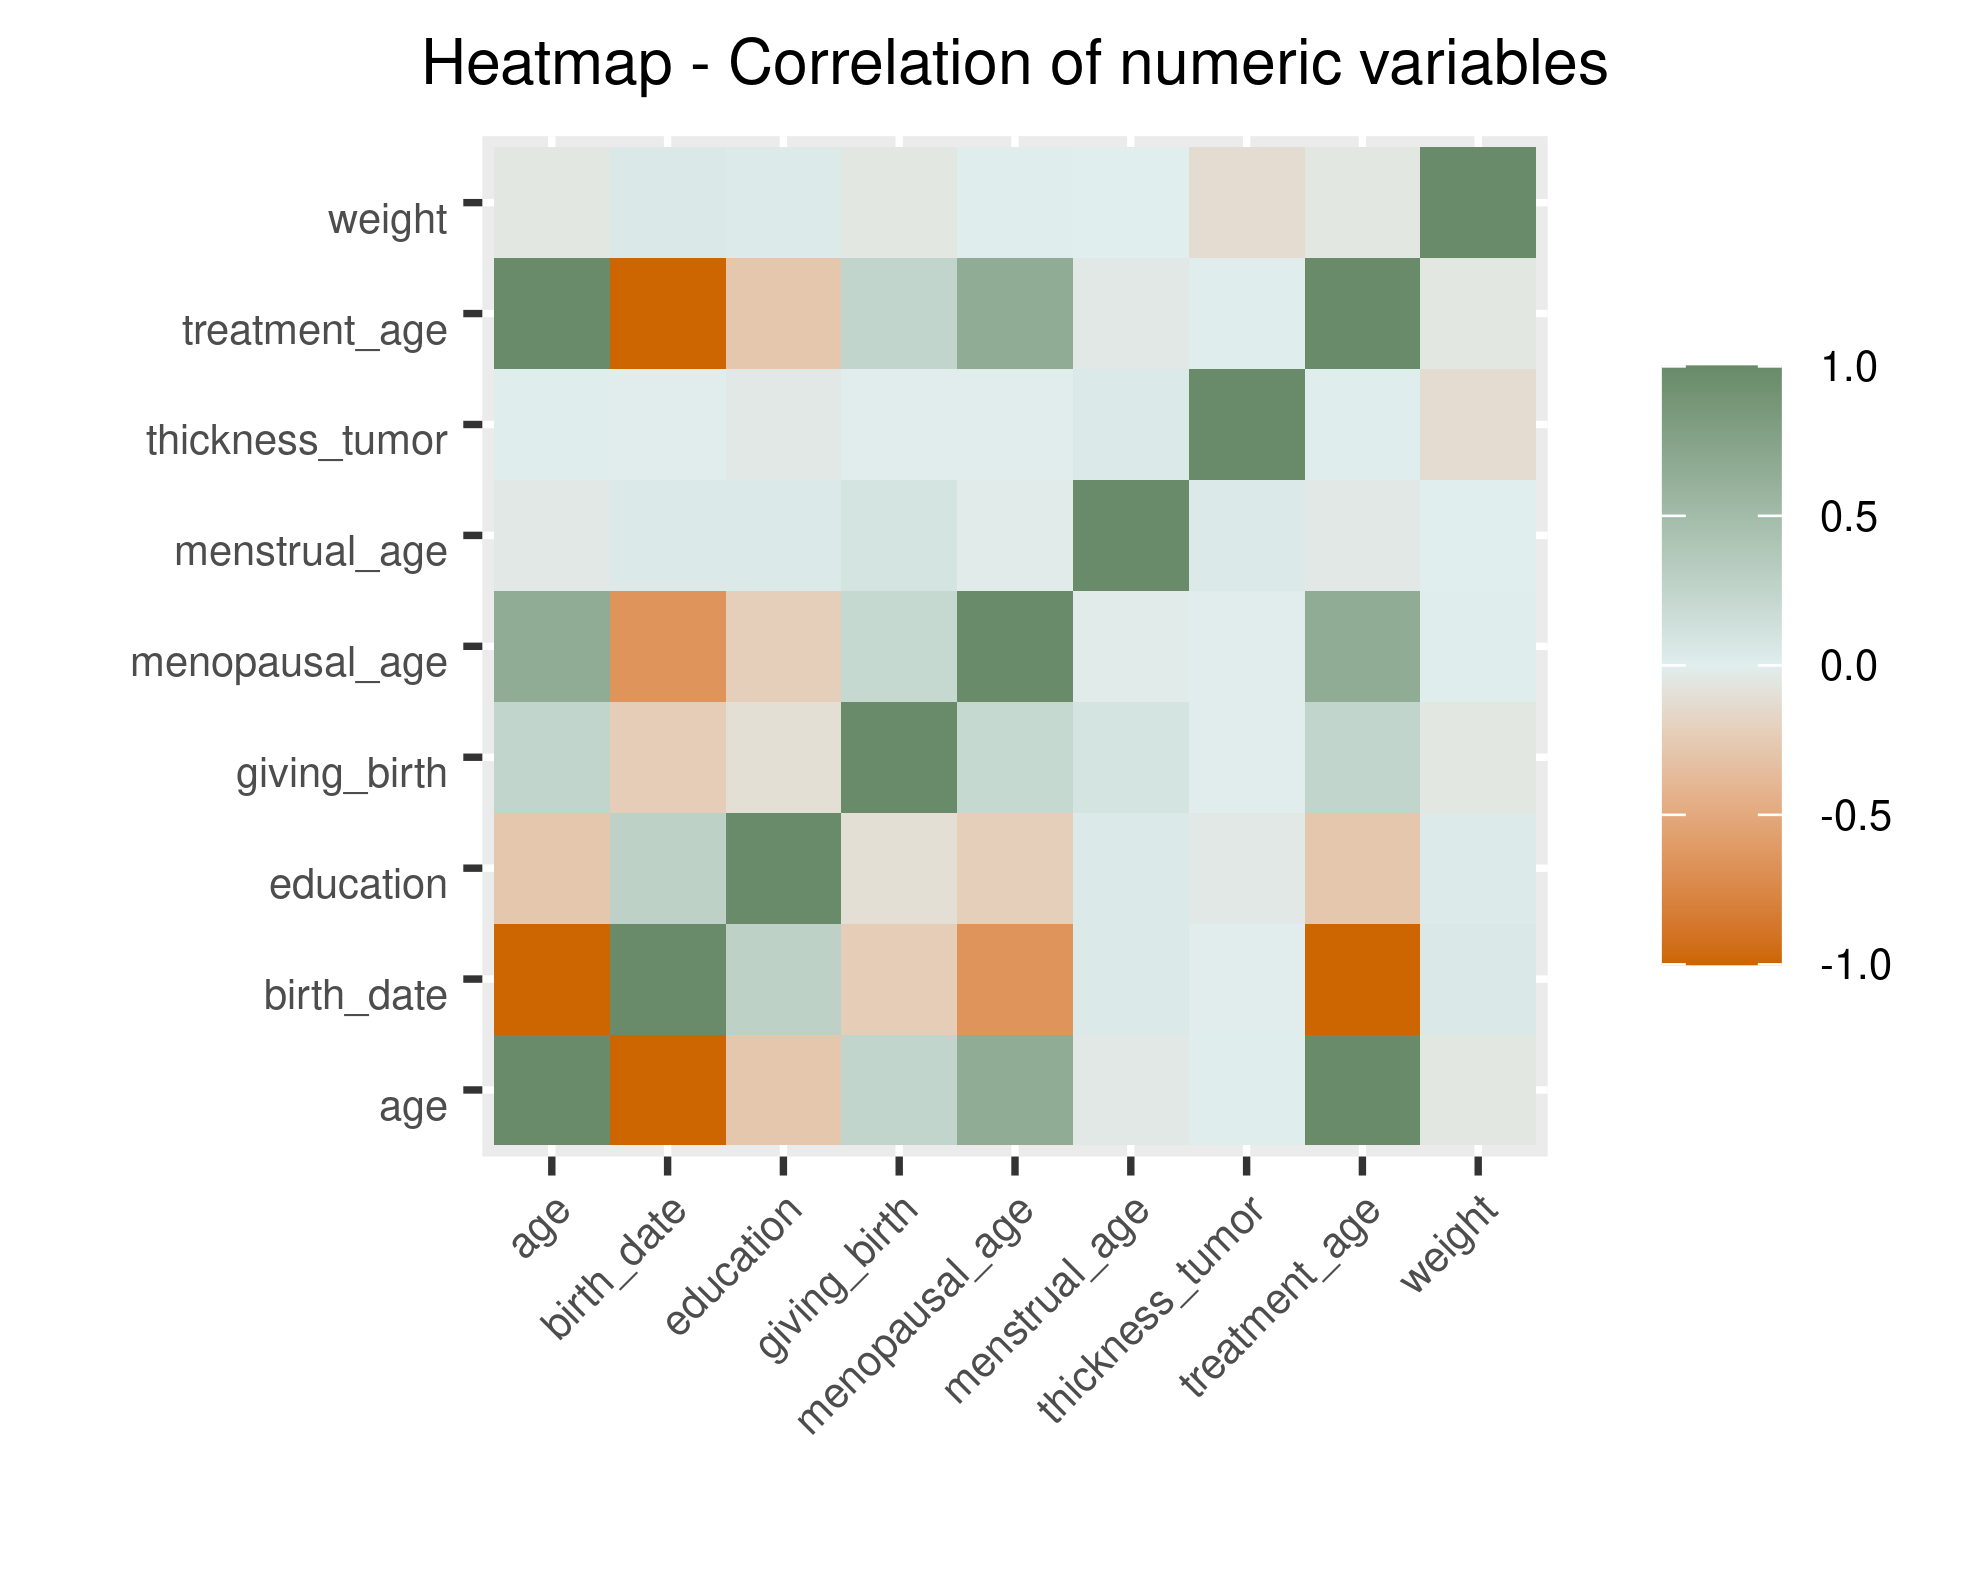 Heatmap - Correlation of numeric variables
weight
treatment_age
thickness_tumor
menstrual_age
menopausal_age
giving_birth
education
birth_date
age
age
birth_date
education
giving_birth
menopausal_age
menstrual_age
thickness_tumor
treatment_age
weight
1.0
0.5
0.0
-0.5
-1.0